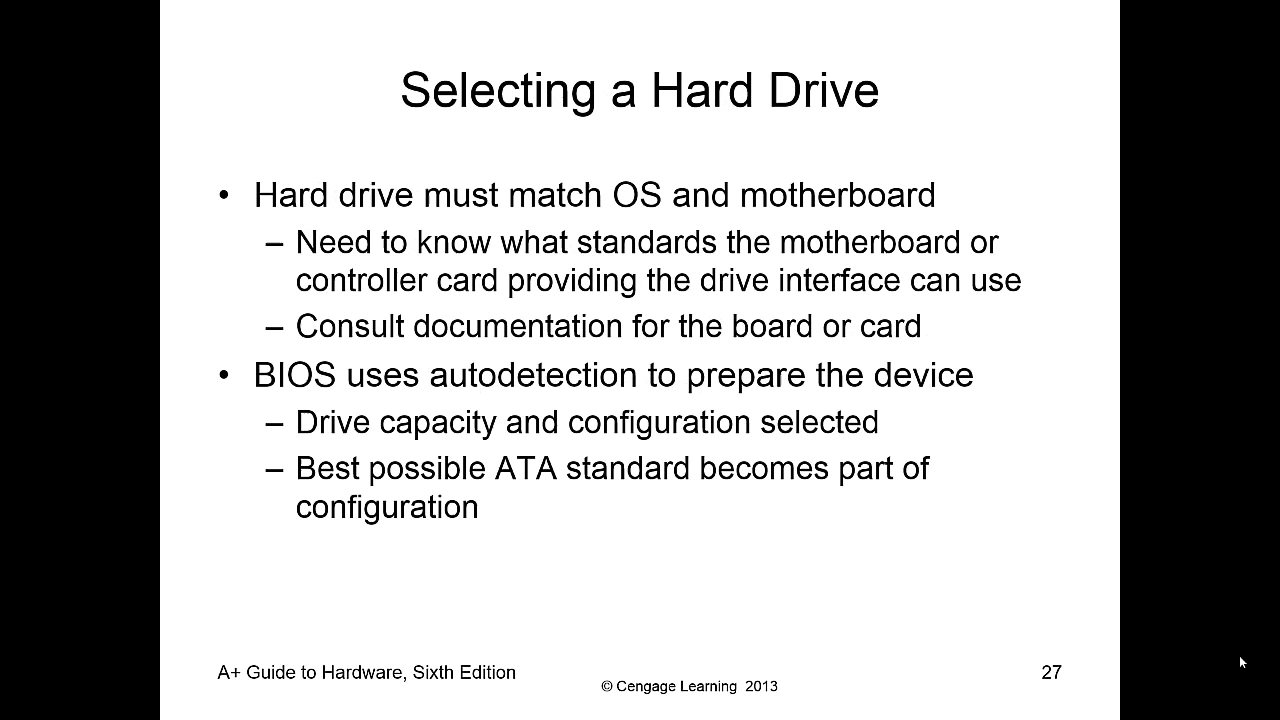 Selecting a Hard Drive
• Hard drive must match OS and motherboard
– Need to know what standards the motherboard or
controller card providing the drive interface can use
– Consult documentation for the board or card
• BIOS uses autodetection to prepare the device
– Drive capacity and configuration selected
– Best possible ATA standard becomes part of
configuration
A+ Guide to Hardware, Sixth Edition
© Cengage Learning 2013
27